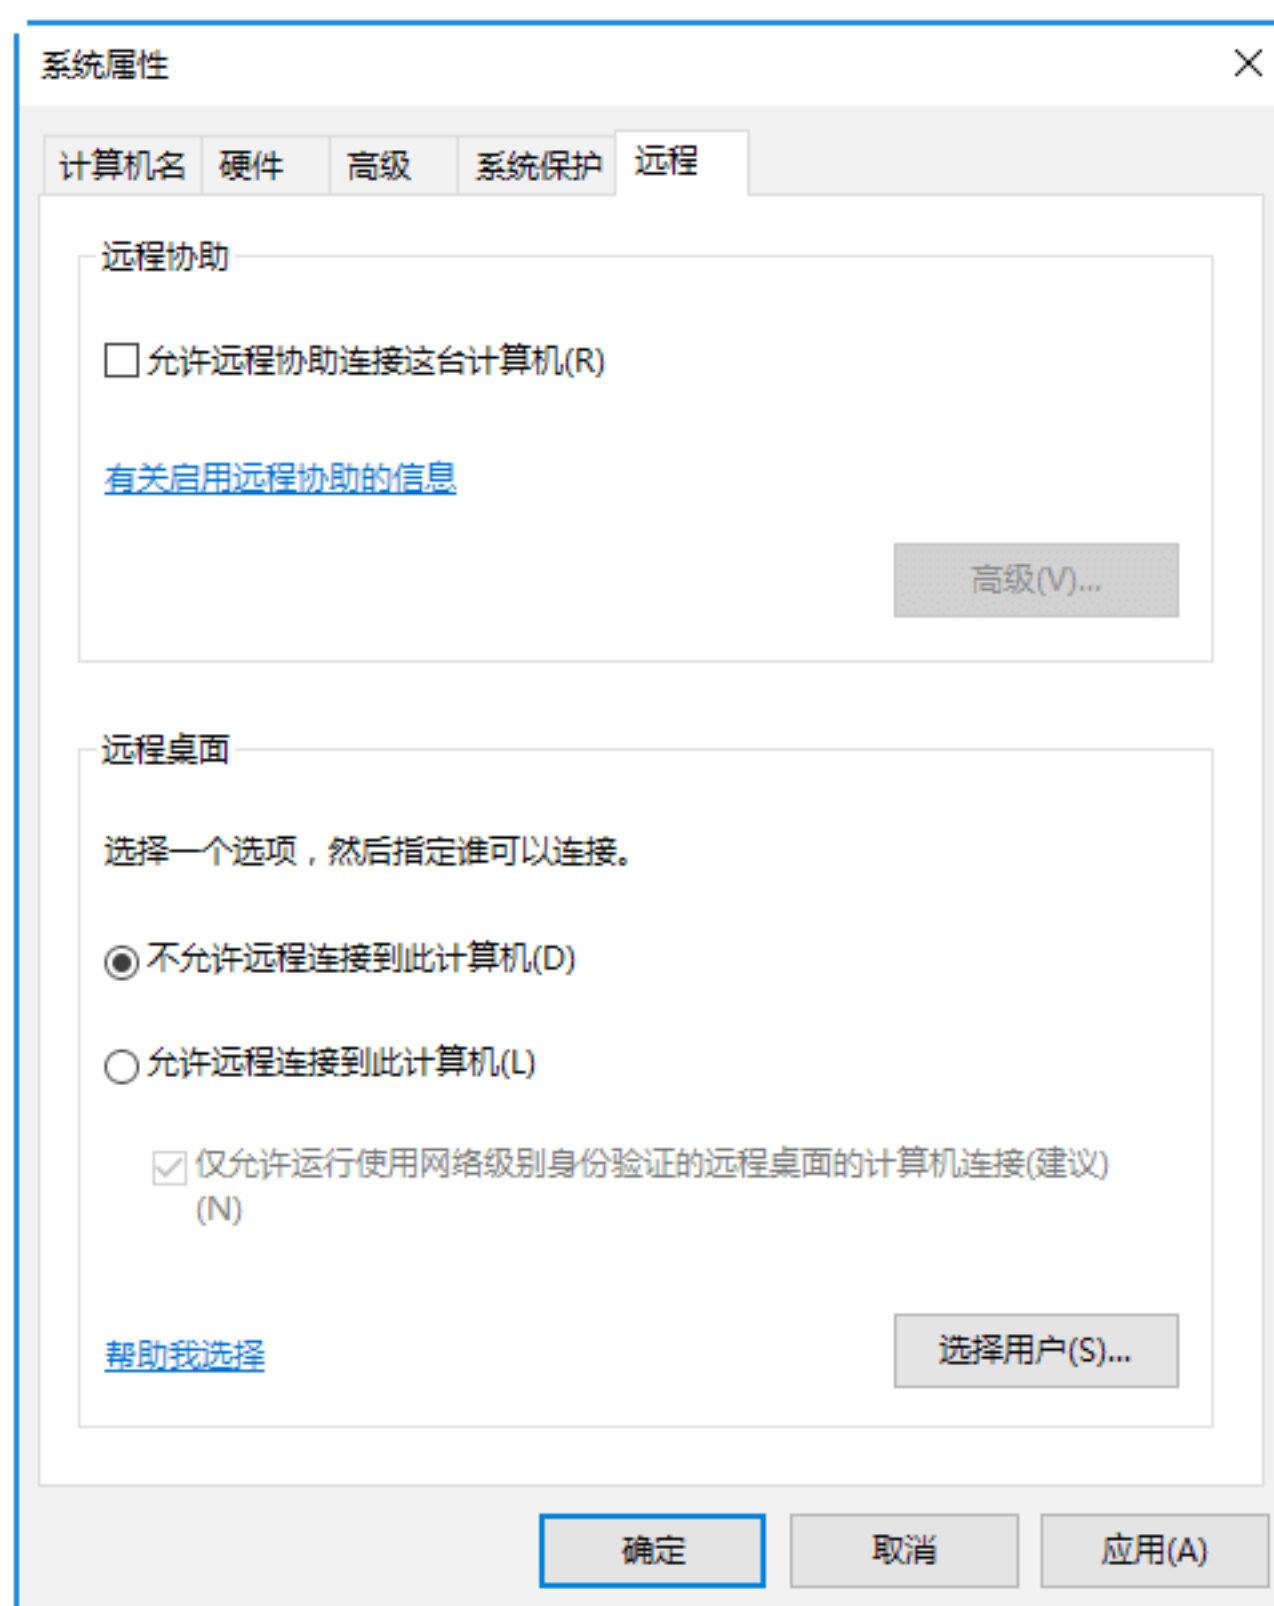 系统属性
计算机名 硬件 高级 系统保护 远程
远程协助
允许远程协助连接这台计算机(R)
有关启用远程协助的信息
高级(V)...
远程桌面
选择一个选项，然后指定谁可以连接。
不允许远程连接到此计算机(D)
允许远程连接到此计算机(L)
仅允许运行使用网络级别身份验证的远程桌面的计算机连接(建议)
(N)
帮助我选择 选择用户(S)...
确定 取消 应用(A)